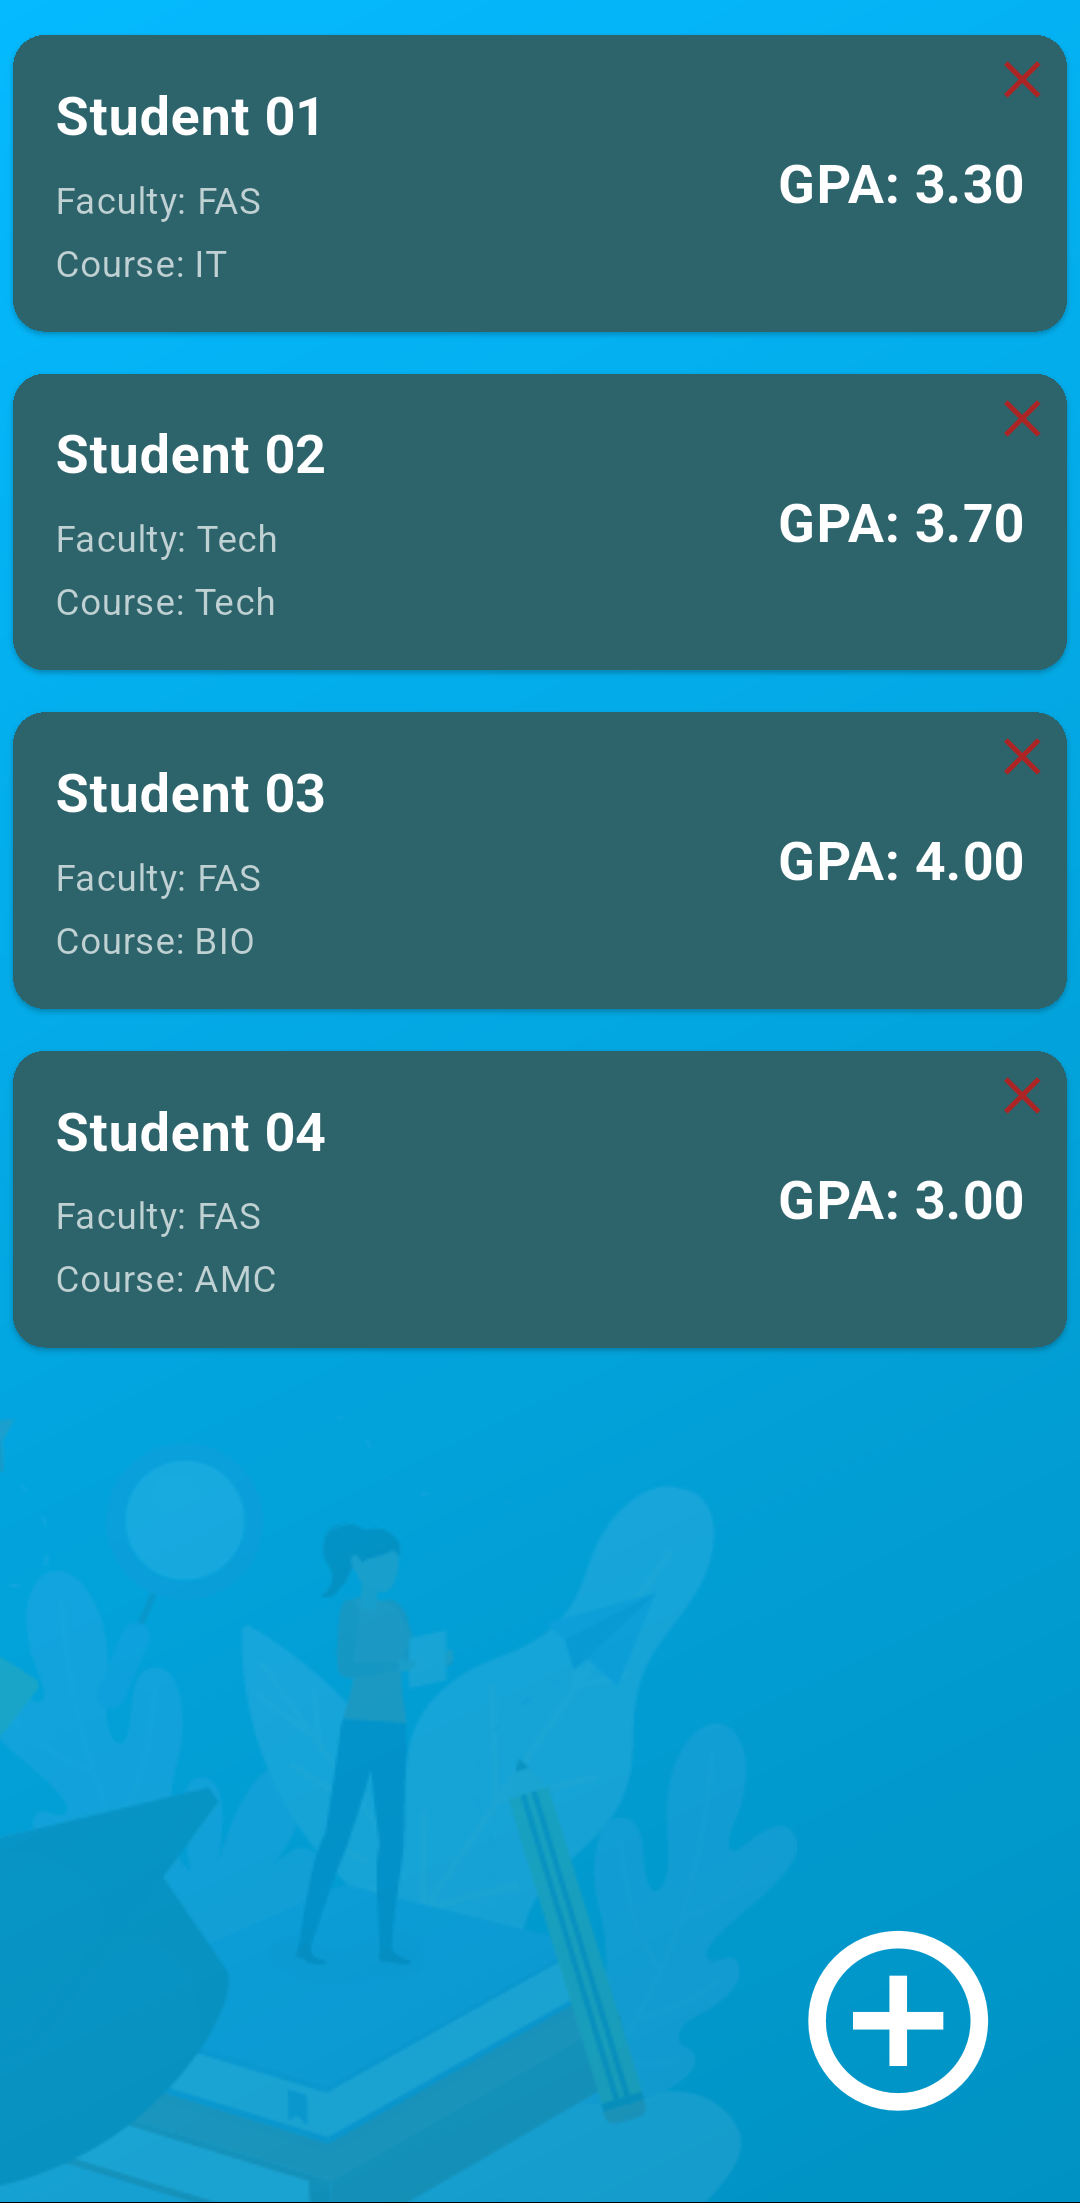 Student 01
Faculty: FAS
Course: IT
GPA: 3.30
Student 02
Faculty: Tech
Course: Tech
GPA: 3.70
Student 03
Faculty: FAS
Course: BIO
GPA: 4.00
Student 04
Faculty: FAS
Course: AMC
GPA: 3.00